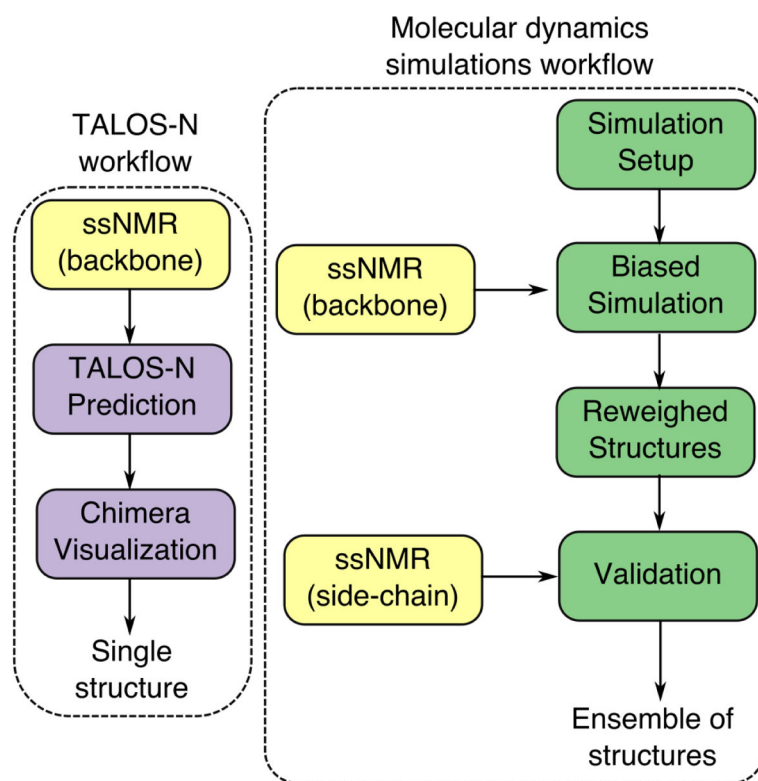 TALOS-N
workflow
ssNMR
(backbone)
TALOS-N
Prediction
Chimera
Visualization
Single
structure
Molecular dynamics
simulations workflow
Simulation
Setup
ssNMR
(backbone)
Biased
Simulation
Reweighed
Structures
ssNMR
(side-chain)
Validation
Ensemble of
structures